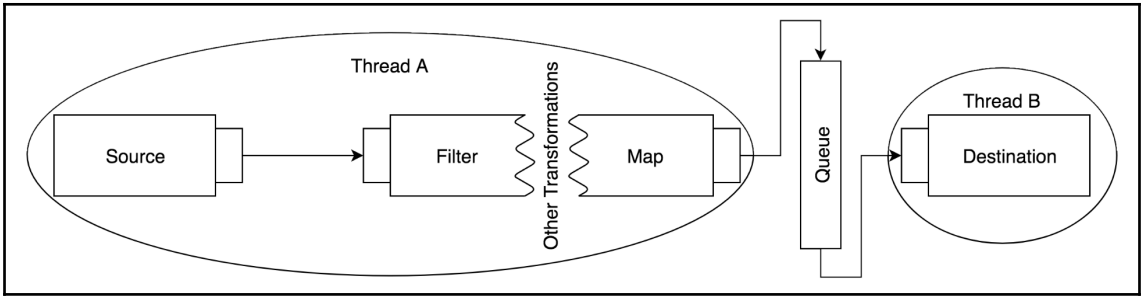 Thread A
Source
Filter
Other Transformations
Map
Queue
Thread B
Destination